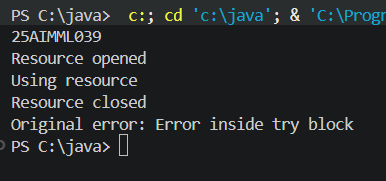 PS C:\java>  c:; cd 'c:\java'; & 'C:\Progr
25AIMML039
Resource opened
Using resource
Resource closed
Original error: Error inside try block
PS C:\java>